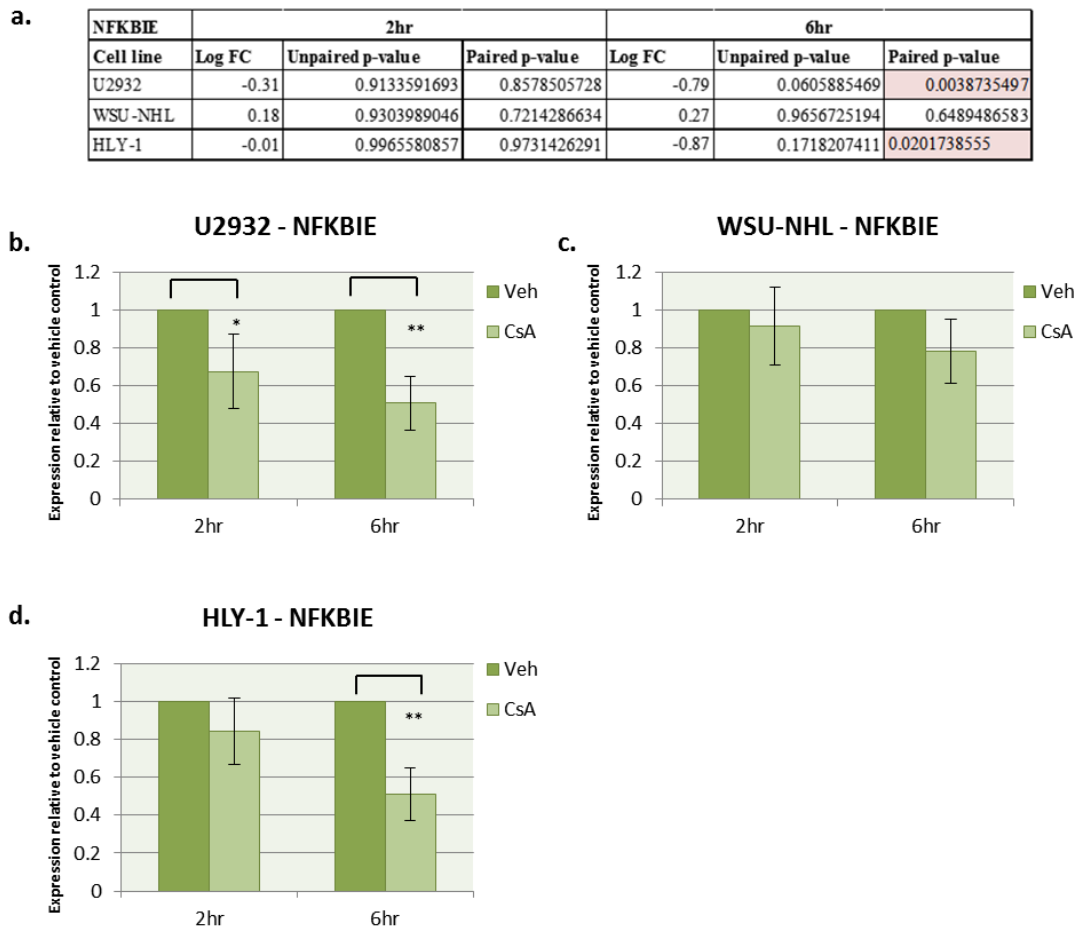 a.
NFKBIE 2hr 6hr
Cell line Log FC Unpaired p-value Paired p-value Log FC Unpaired p-value Paired p-value
U2932 -0.31 0.9133591693 0.8578505728 -0.79 0.0605885469 0.0038735497
WSU-NHL 0.18 0.9303989046 0.7214286634 0.27 0.9656725194 0.6489486583
HLY-1 -0.01 0.9965580857 0.9731426291 -0.87 0.1718207411 0.0201738555
b.
U2932 - NFKBIE
Expression relative to vehicle control
1.2
1
0.8
0.6
0.4
0.2
0
*
**
2hr 6hr
Veh
CsA
c.
WSU-NHL - NFKBIE
Expression relative to vehicle control
1.2
1
0.8
0.6
0.4
0.2
0
2hr 6hr
Veh
CsA
d.
HLY-1 - NFKBIE
Expression relative to vehicle control
1.2
1
0.8
0.6
0.4
0.2
0
**
2hr 6hr
Veh
CsA